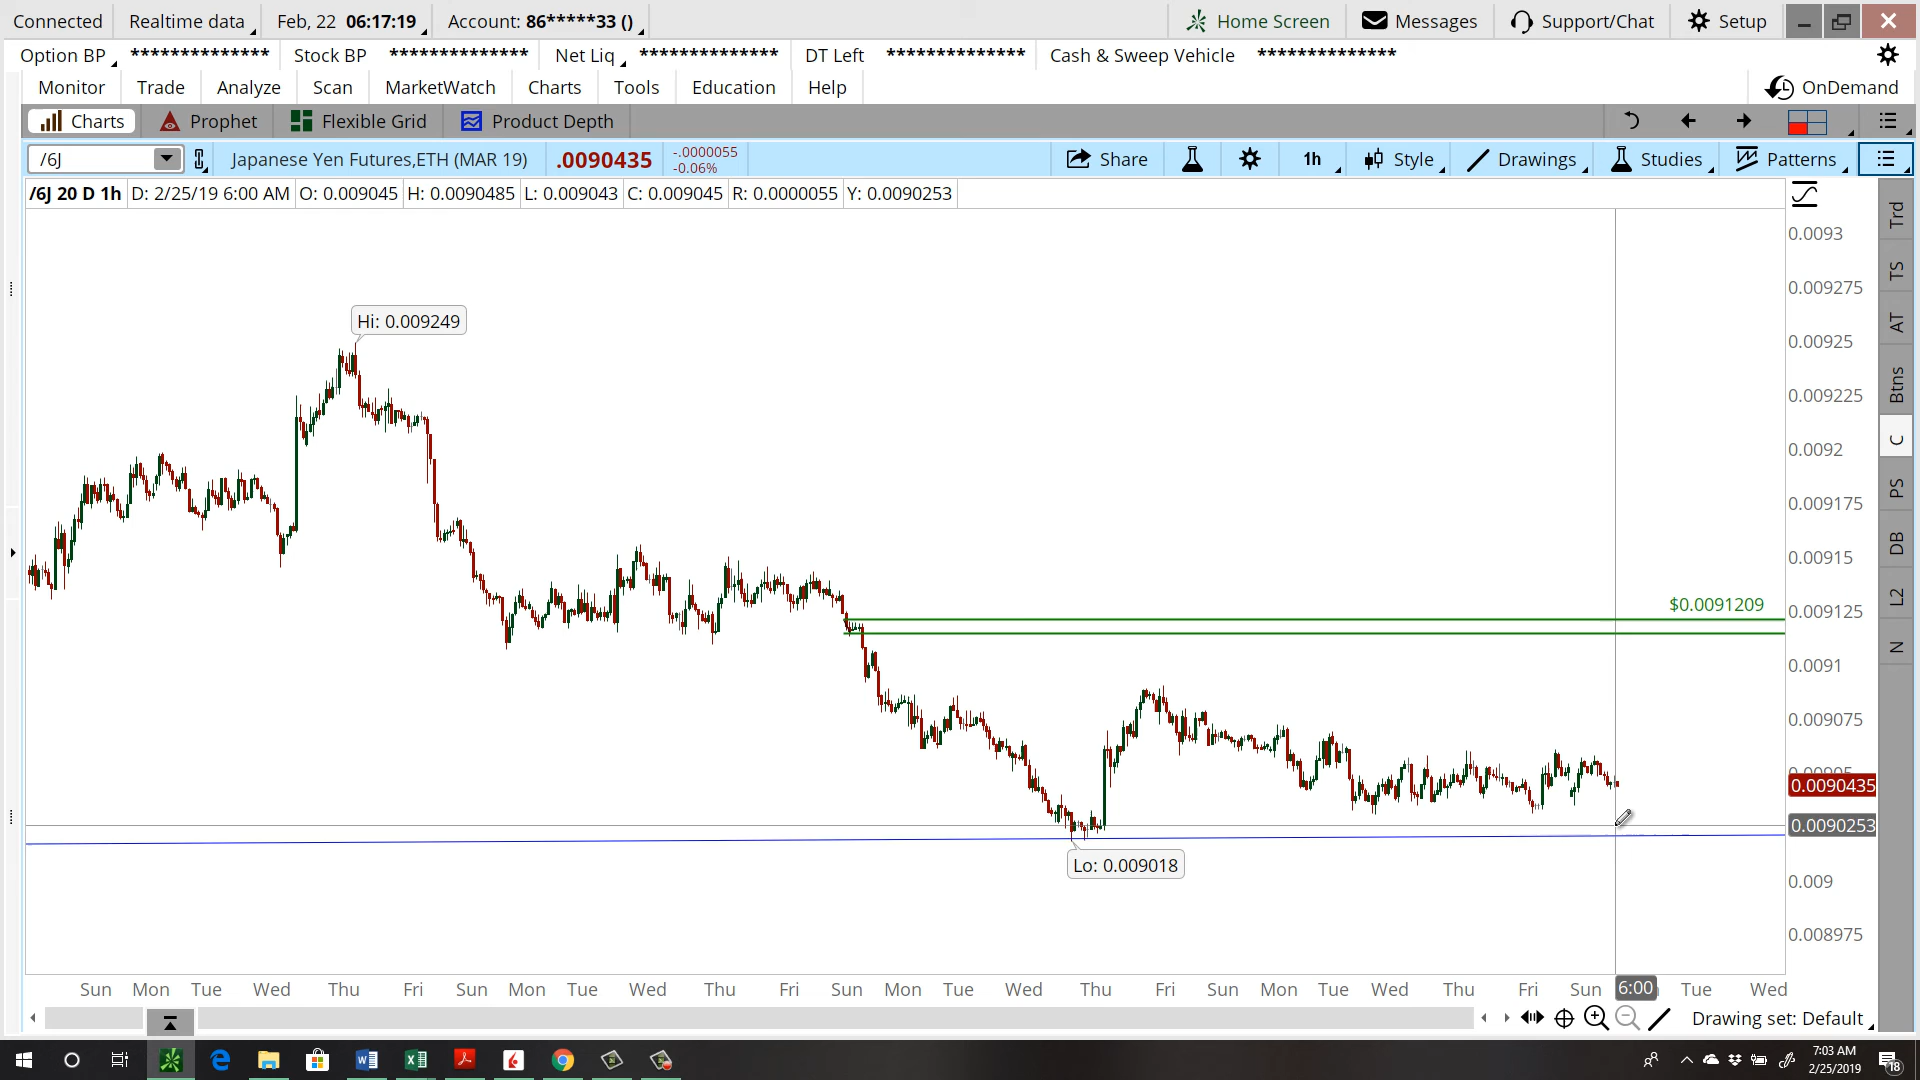 Connected Realtime data Feb, 22 06:17:19 Account: 86*****33 () Home Screen Messages Support/Chat Setup
Option BP ************** Stock BP ************** Net Liq ************** DT Left ************** Cash & Sweep Vehicle **************
Monitor Trade Analyze Scan MarketWatch Charts Tools Education Help OnDemand
Charts Prophet Flexible Grid Product Depth
/6J Japanese Yen Futures,ETH (MAR 19) .0090435 -.0000055 Share 1h Style Drawings Studies Patterns
-0.06%
/6J 20 D 1h D: 2/25/19 6:00 AM O: 0.009045 H: 0.0090485 L: 0.009043 C: 0.009045 R: 0.0000055 Y: 0.0090253
Trd
TS
AT
Btns
C
PS
DB
L2
N
0.0093
0.009275
Hi: 0.009249
0.00925
0.009225
0.0092
0.009175
0.00915
$0.0091209
0.009125
0.0091
0.009075
0.0090435
0.0090253
Lo: 0.009018
0.009
0.008975
Sun Mon Tue Wed Thu Fri Sun Mon Tue Wed Thu Fri Sun Mon Tue Wed Thu Fri Sun Mon Tue Wed Thu Fri Sun 6:00 Tue Wed
Drawing set: Default
7:03 AM
2/25/2019
18